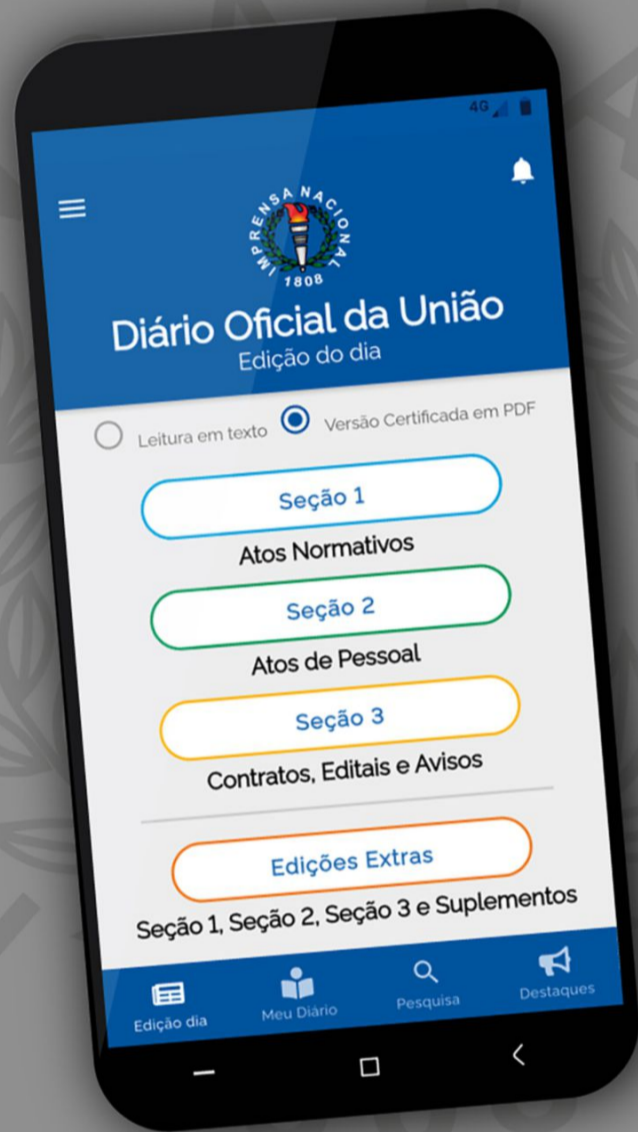 4G
IMPRENSA NACIONAL
1808
Diário Oficial da União
Edição do dia
Leitura em texto Versão Certificada em PDF
Seção 1
Atos Normativos
Seção 2
Atos de Pessoal
Seção 3
Contratos, Editais e Avisos
Edições Extras
Seção 1, Seção 2, Seção 3 e Suplementos
Edição dia Meu Diário Pesquisa Destaques